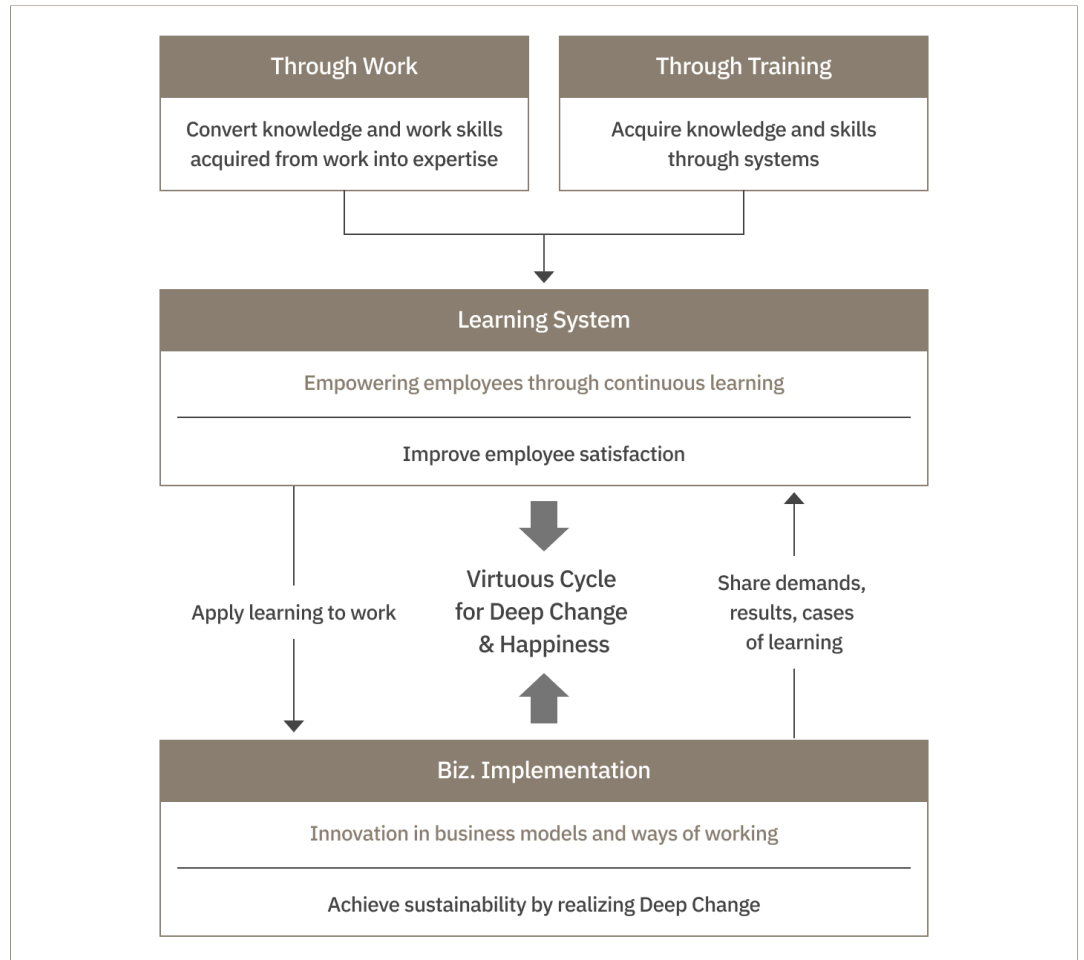 Through Work
Convert knowledge and work skills
acquired from work into expertise
Through Training
Acquire knowledge and skills
through systems
Learning System
Empowering employees through continuous learning
Improve employee satisfaction
Apply learning to work
Virtuous Cycle
for Deep Change
& Happiness
Share demands,
results, cases
of learning
Biz. Implementation
Innovation in business models and ways of working
Achieve sustainability by realizing Deep Change